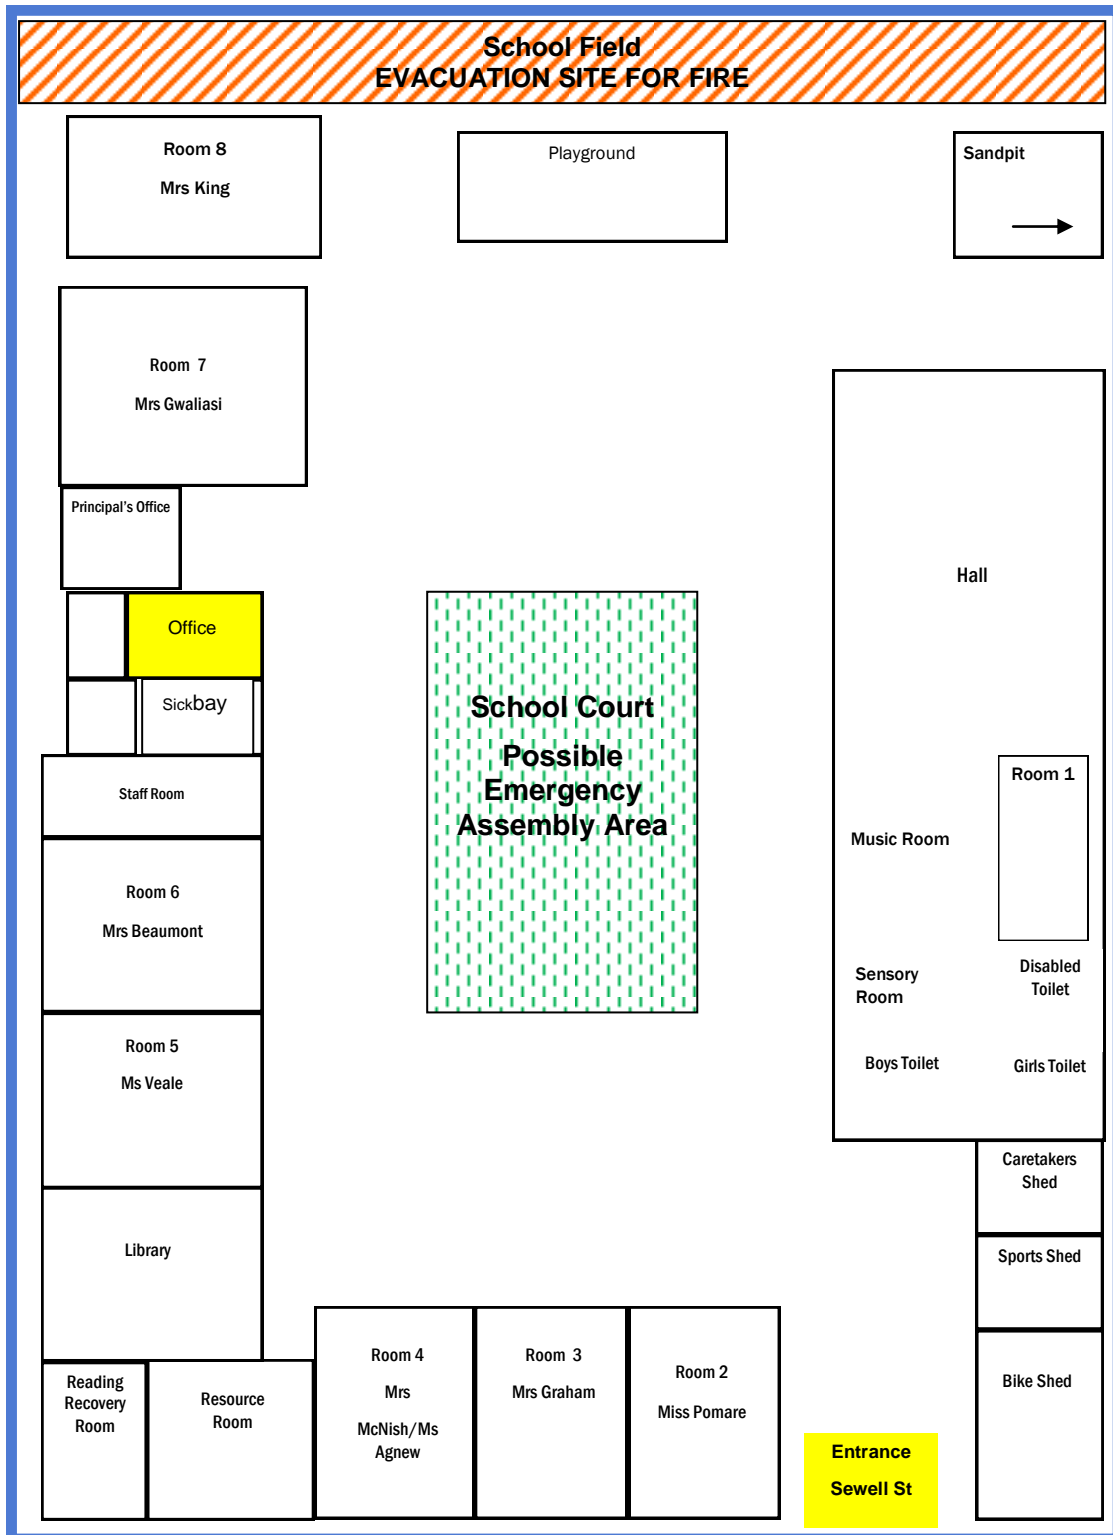 School Field
EVACUATION SITE FOR FIRE
Room 8
Mrs King
Playground
Sandpit
Room 7
Mrs Gwaliasi
Principal's Office
Hall
Office
Sickbay
School Court
Possible
Emergency
Assembly Area
Staff Room
Room 1
Music Room
Room 6
Mrs Beaumont
Sensory
Room
Disabled
Toilet
Room 5
Ms Veale
Boys Toilet
Girls Toilet
Caretakers
Shed
Library
Sports Shed
Room 4
Mrs
McNish/Ms
Agnew
Room 3
Mrs Graham
Room 2
Miss Pomare
Bike Shed
Reading
Recovery
Room
Resource
Room
Entrance
Sewell St